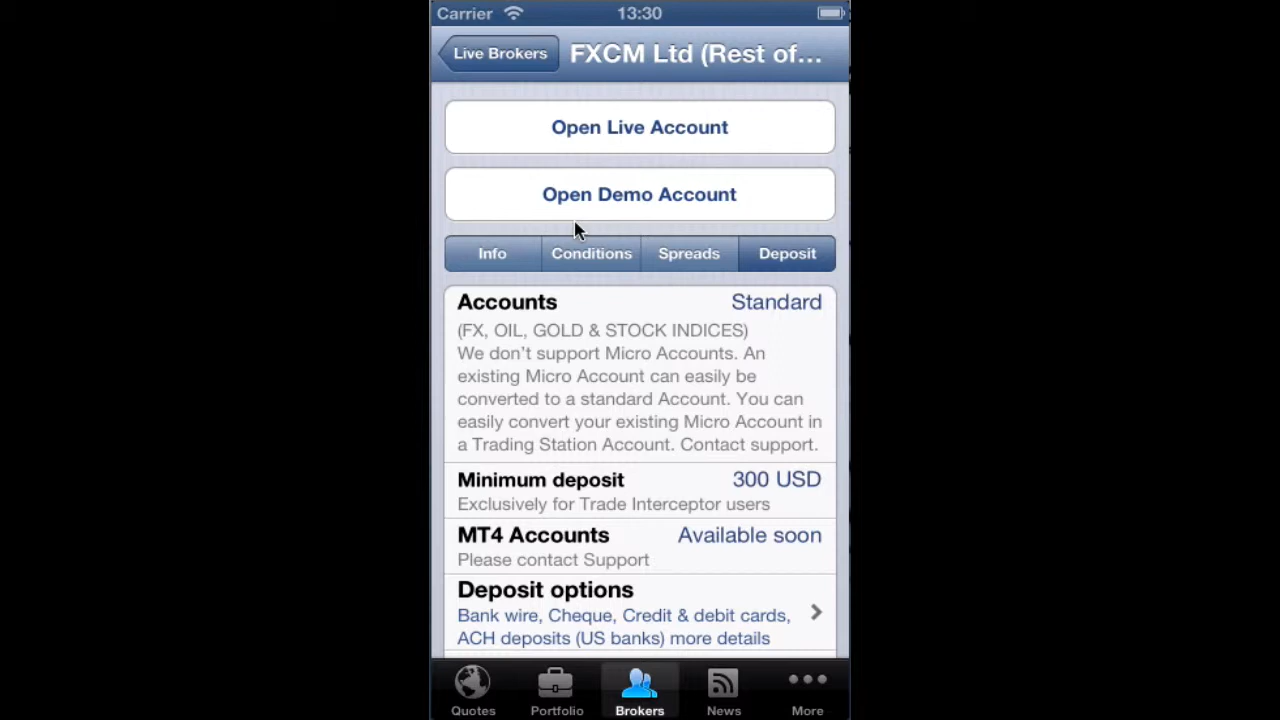 Carrier 13:30
Live Brokers FXCM Ltd (Rest of...
Open Live Account
Open Demo Account
Info Conditions Spreads Deposit
Accounts Standard
(FX, OIL, GOLD & STOCK INDICES)
We don't support Micro Accounts. An
existing Micro Account can easily be
converted to a standard Account. You can
easily convert your existing Micro Account in
a Trading Station Account. Contact support.
Minimum deposit 300 USD
Exclusively for Trade Interceptor users
MT4 Accounts Available soon
Please contact Support
Deposit options
Bank wire, Cheque, Credit & debit cards,
ACH deposits (US banks) more details
Quotes Portfolio Brokers News More